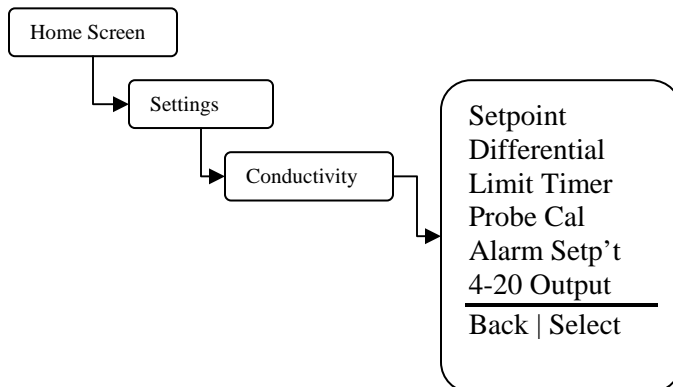 Home Screen
Settings
Conductivity
Setpoint
Differential
Limit Timer
Probe Cal
Alarm Setp’t
4-20 Output
Back | Select